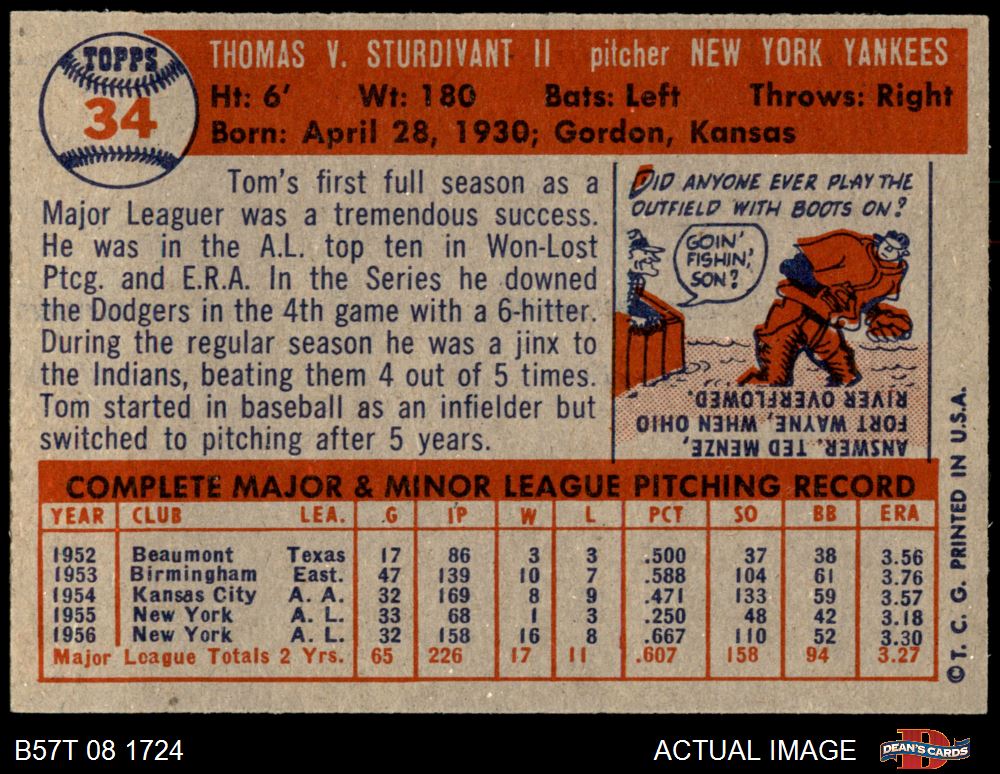 TOPPS
34
THOMAS V. STURDIVANT II pitcher NEW YORK YANKEES
Ht: 6' Wt: 180 Bats: Left Throws: Right
Born: April 28, 1930; Gordon, Kansas
Tom's first full season as a
Major Leaguer was a tremendous success.
He was in the A.L. top ten in Won-Lost
Ptcg. and E.R.A. In the Series he downed
the Dodgers in the 4th game with a 6-hitter.
During the regular season he was a jinx to
the Indians, beating them 4 out of 5 times.
Tom started in baseball as an infielder but
switched to pitching after 5 years.
DID ANYONE EVER PLAY THE
OUTFIELD WITH BOOTS ON?
GOIN'
FISHIN',
SON?
ANSWER. TED MENZE,
FORT WAYNE, WHEN OHIO
RIVER OVERFLOWED.
COMPLETE MAJOR & MINOR LEAGUE PITCHING RECORD
YEAR CLUB LEA. G IP W L PCT SO BB ERA
1952 Beaumont Texas 17 86 3 3 .500 37 38 3.56
1953 Birmingham East. 47 139 10 7 .588 104 61 3.76
1954 Kansas City A. A. 32 169 8 9 .471 133 59 3.57
1955 New York A. L. 33 68 1 3 .250 48 42 3.18
1956 New York A. L. 32 158 16 8 .667 110 52 3.30
Major League Totals 2 Yrs. 65 226 17 11 .607 158 94 3.27
© T. C. G. PRINTED IN U.S.A.
B57T 08 1724
ACTUAL IMAGE
DEAN'S CARDS